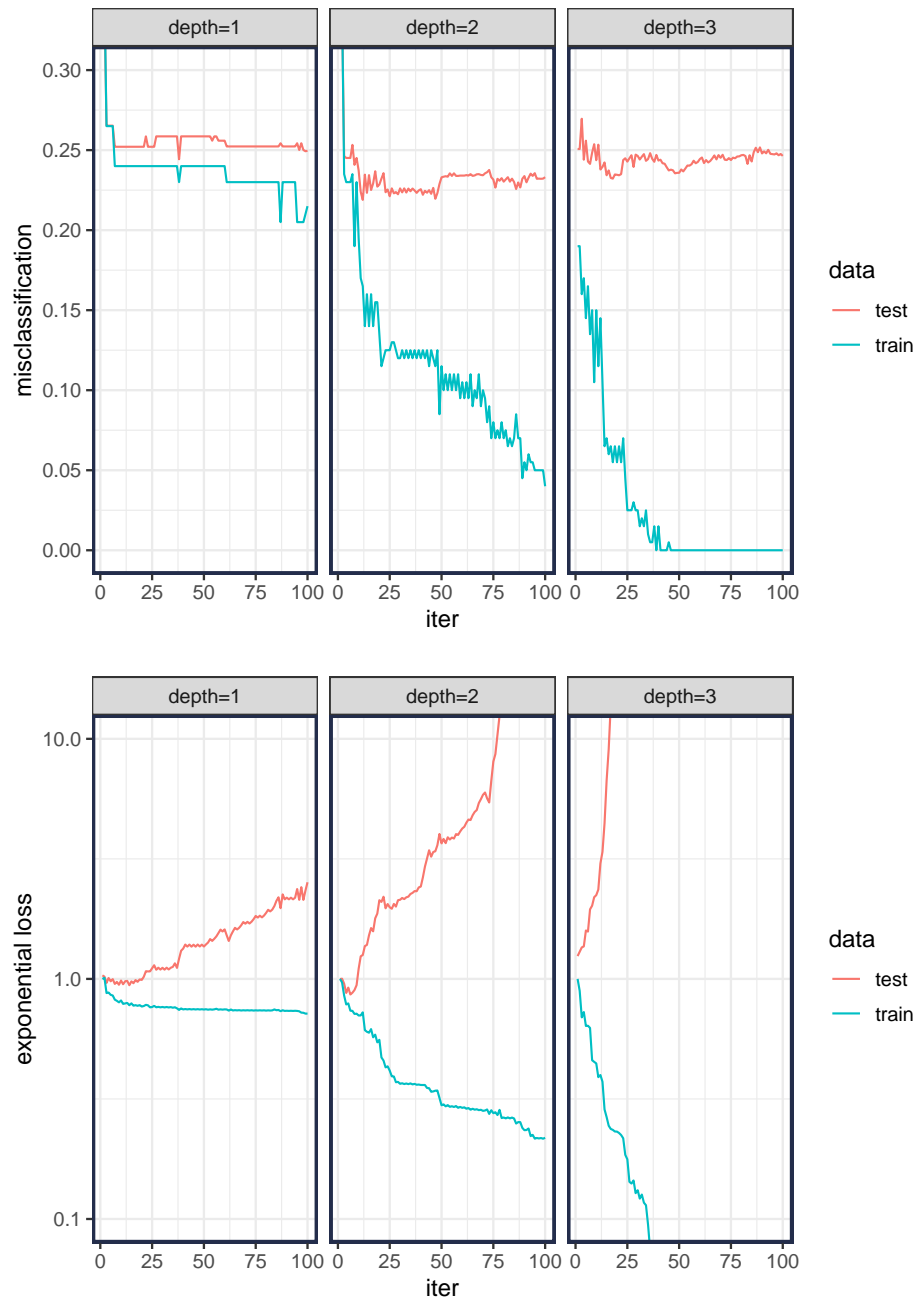 depth=1 depth=2 depth=3
0.30
0.25
0.20
0.15
0.10
0.05
0.00
misclassification
0 25 50 75 100 0 25 50 75 100 0 25 50 75 100
iter
data
test
train
depth=1 depth=2 depth=3
10.0
1.0
0.1
exponential loss
0 25 50 75 100 0 25 50 75 100 0 25 50 75 100
iter
data
test
train